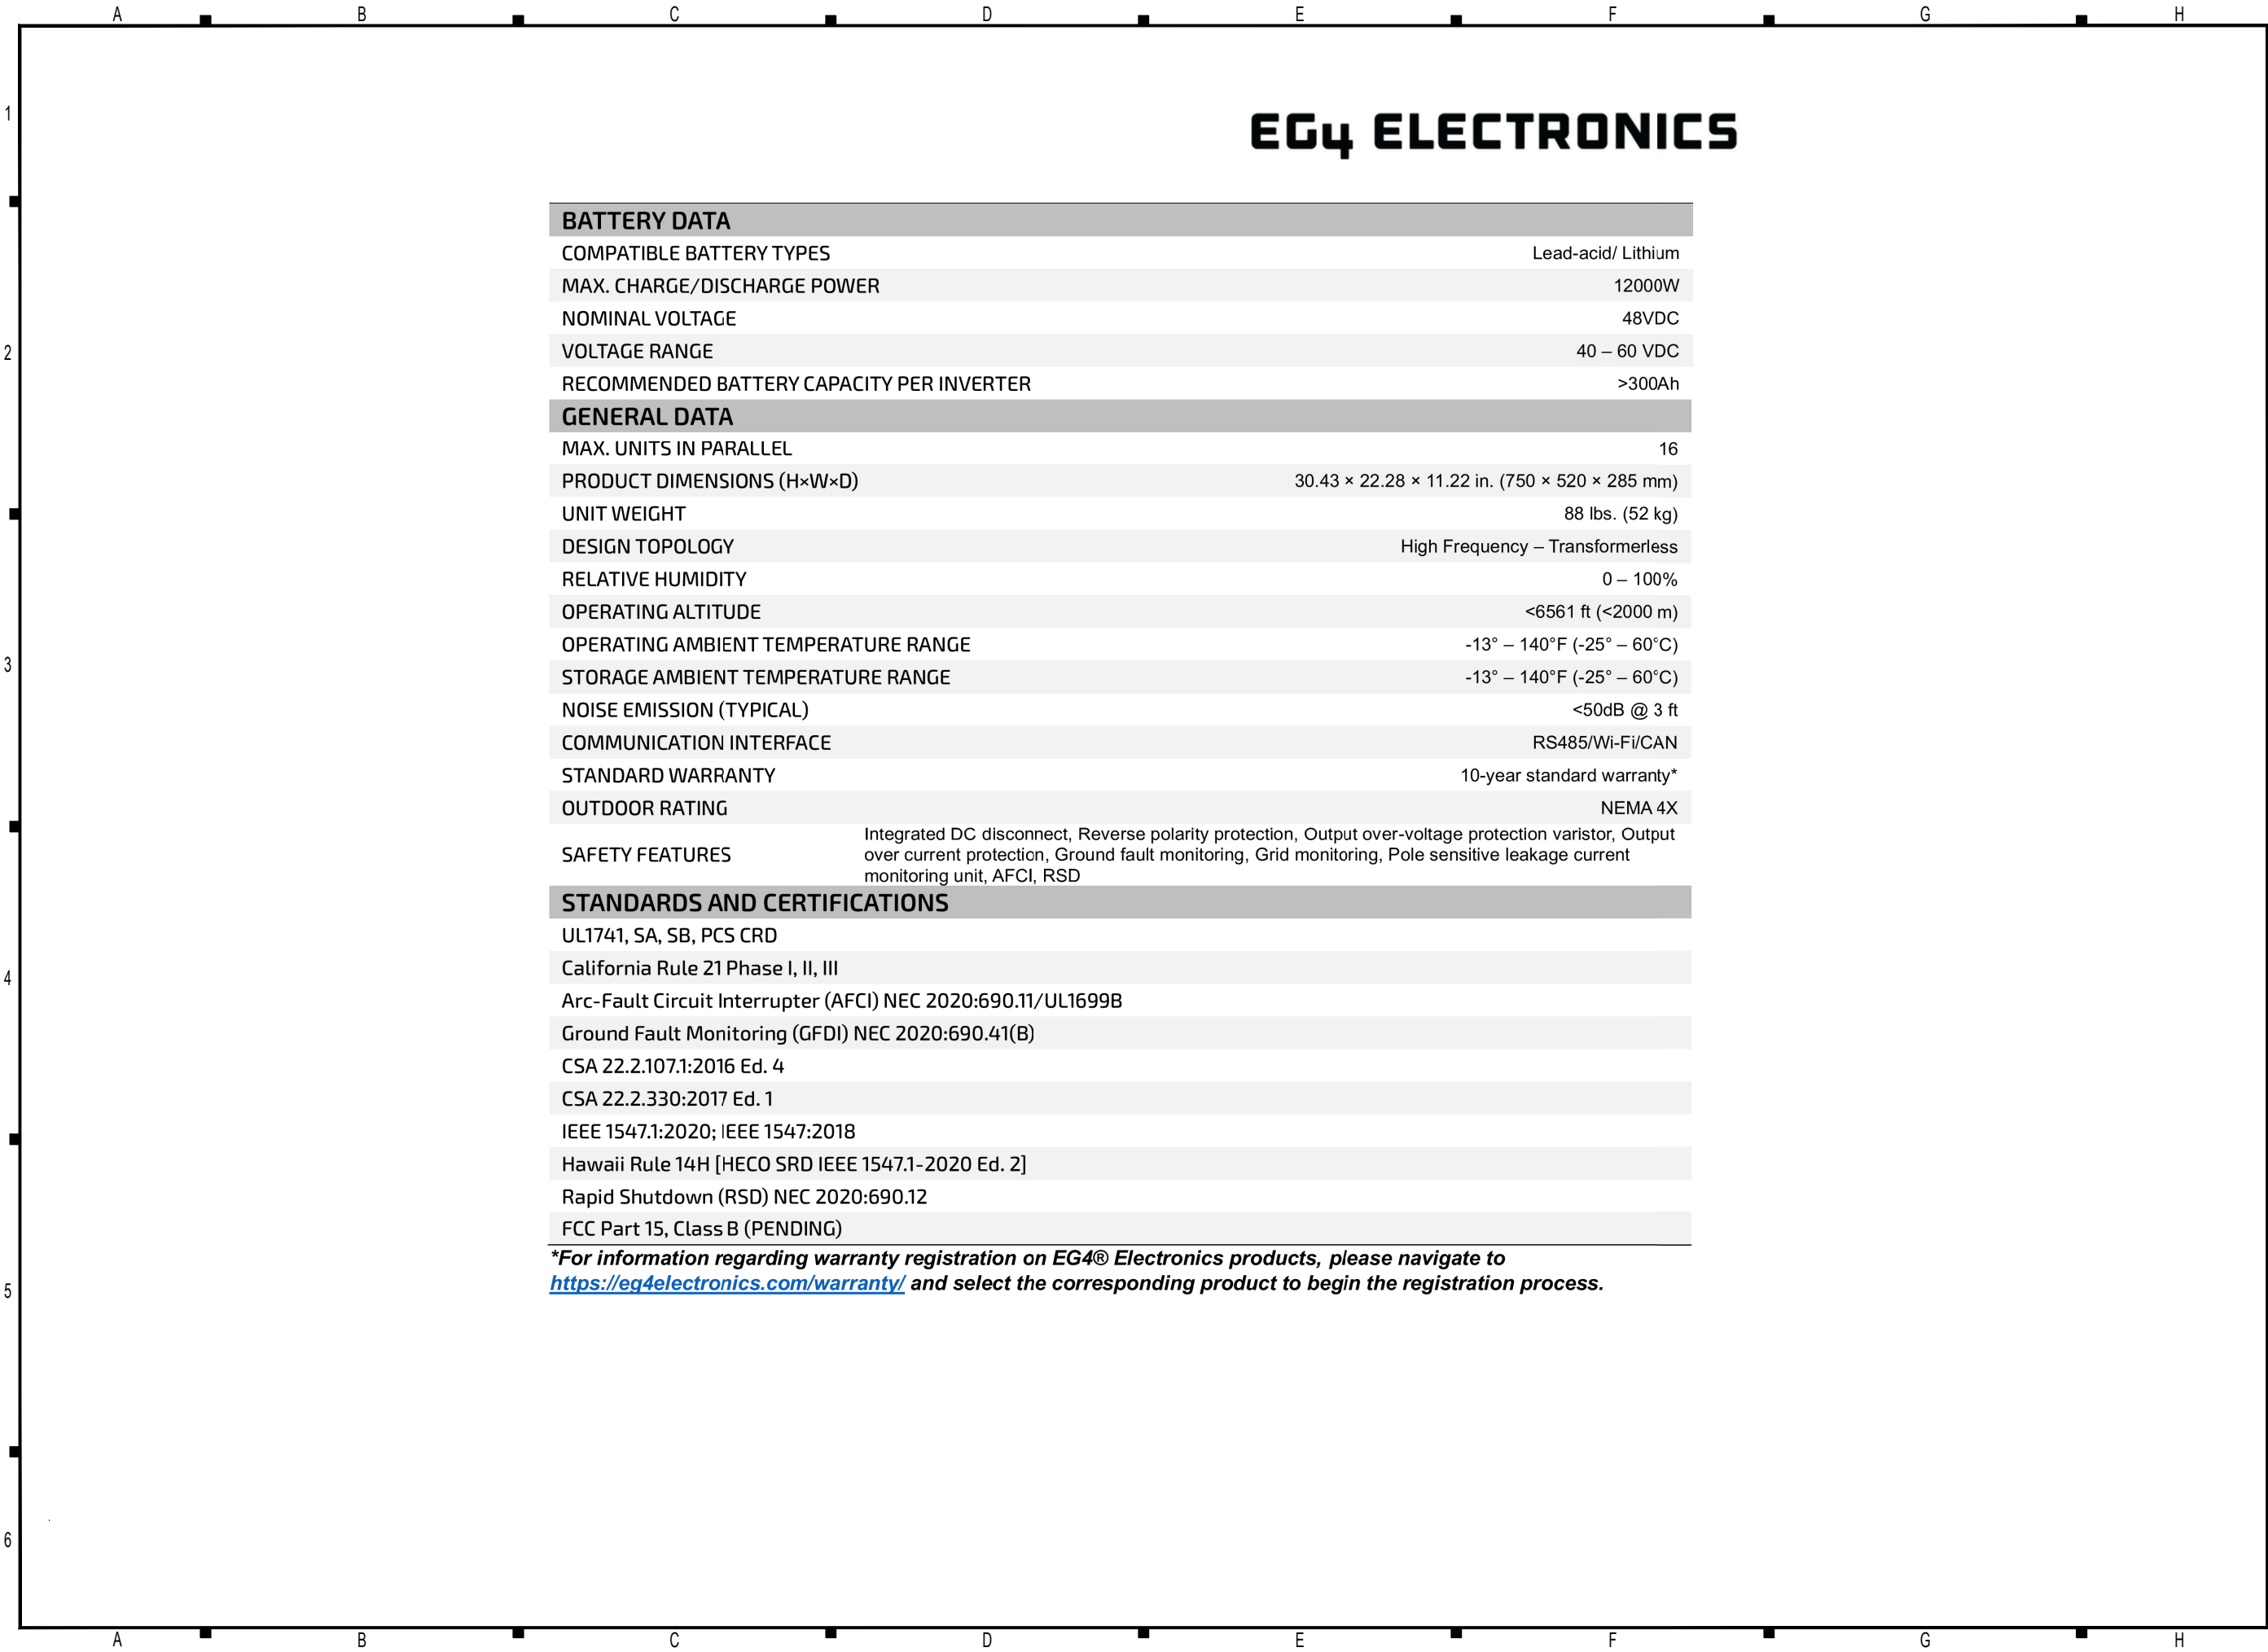 A B C D E F G H
1
EG4 ELECTRONICS
BATTERY DATA
COMPATIBLE BATTERY TYPES Lead-acid/ Lithium
MAX. CHARGE/DISCHARGE POWER 12000W
NOMINAL VOLTAGE 48VDC
2
VOLTAGE RANGE 40 – 60 VDC
RECOMMENDED BATTERY CAPACITY PER INVERTER >300Ah
GENERAL DATA
MAX. UNITS IN PARALLEL 16
PRODUCT DIMENSIONS (H×W×D) 30.43 × 22.28 × 11.22 in. (750 × 520 × 285 mm)
UNIT WEIGHT 88 lbs. (52 kg)
DESIGN TOPOLOGY High Frequency – Transformerless
RELATIVE HUMIDITY 0 – 100%
OPERATING ALTITUDE <6561 ft (<2000 m)
OPERATING AMBIENT TEMPERATURE RANGE -13° – 140°F (-25° – 60°C)
3
STORAGE AMBIENT TEMPERATURE RANGE -13° – 140°F (-25° – 60°C)
NOISE EMISSION (TYPICAL) <50dB @ 3 ft
COMMUNICATION INTERFACE RS485/Wi-Fi/CAN
STANDARD WARRANTY 10-year standard warranty*
OUTDOOR RATING NEMA 4X
SAFETY FEATURES
Integrated DC disconnect, Reverse polarity protection, Output over-voltage protection varistor, Output
over current protection, Ground fault monitoring, Grid monitoring, Pole sensitive leakage current
monitoring unit, AFCI, RSD
STANDARDS AND CERTIFICATIONS
UL1741, SA, SB, PCS CRD
California Rule 21 Phase I, II, III
4
Arc-Fault Circuit Interrupter (AFCI) NEC 2020:690.11/UL1699B
Ground Fault Monitoring (GFDI) NEC 2020:690.41(B)
CSA 22.2.107.1:2016 Ed. 4
CSA 22.2.330:2017 Ed. 1
IEEE 1547.1:2020; IEEE 1547:2018
Hawaii Rule 14H [HECO SRD IEEE 1547.1-2020 Ed. 2]
Rapid Shutdown (RSD) NEC 2020:690.12
FCC Part 15, Class B (PENDING)
*For information regarding warranty registration on EG4® Electronics products, please navigate to
https://eg4electronics.com/warranty/ and select the corresponding product to begin the registration process.
5
6
A B C D E F G H